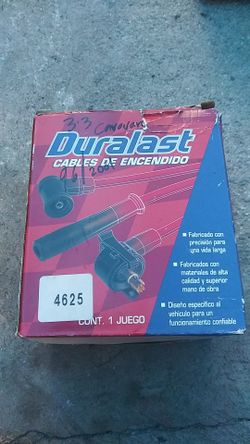 3.3
Duralast
CABLES DE ENCENDIDO
Fabricado con
precisión para
una vida larga
Fabricados con
materiales de alta
calidad y superior
mano de obra
Diseño específico al
vehículo para un
funcionamiento confiable
4625
CONT. 1 JUEGO